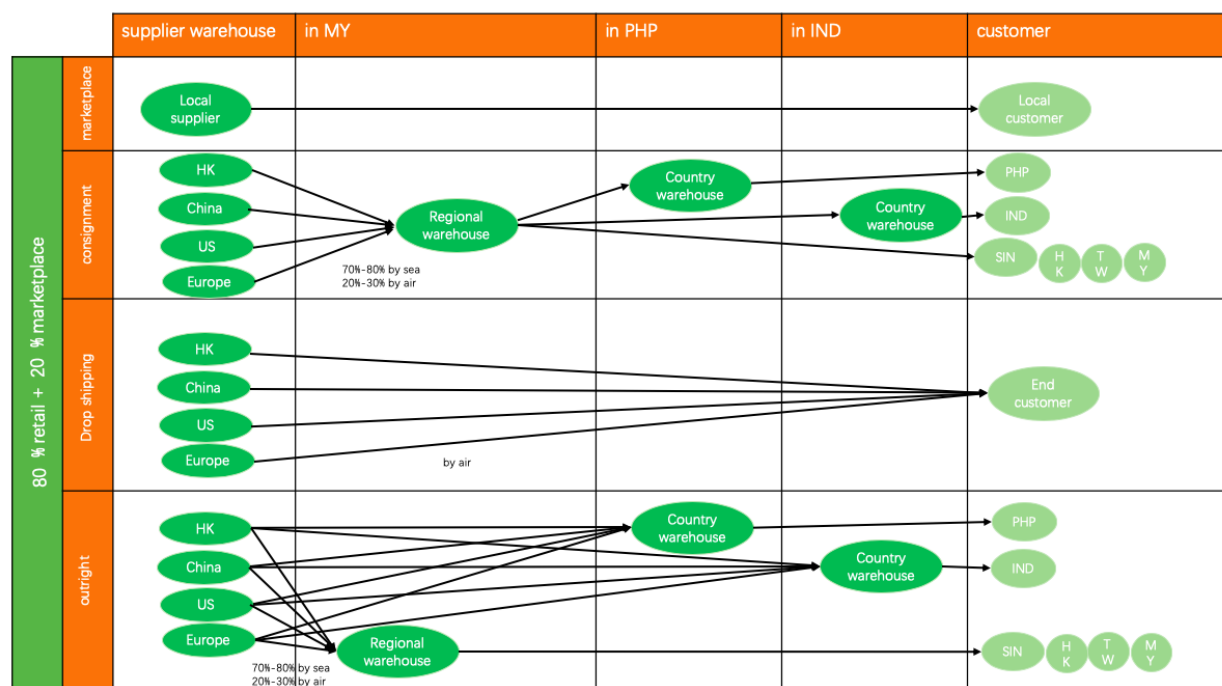 supplier warehouse
in MY
in PHP
in IND
customer
80 % retail + 20 % marketplace
marketplace
Local
supplier
Local
customer
consignment
HK
China
US
Europe
Regional
warehouse
70%-80% by sea
20%-30% by air
Country
warehouse
Country
warehouse
PHP
IND
SIN
H
K
T
W
M
Y
Drop shipping
HK
China
US
Europe
by air
End
customer
outright
HK
China
US
Europe
70%-80% by sea
20%-30% by air
Regional
warehouse
Country
warehouse
Country
warehouse
PHP
IND
SIN
H
K
T
W
M
Y